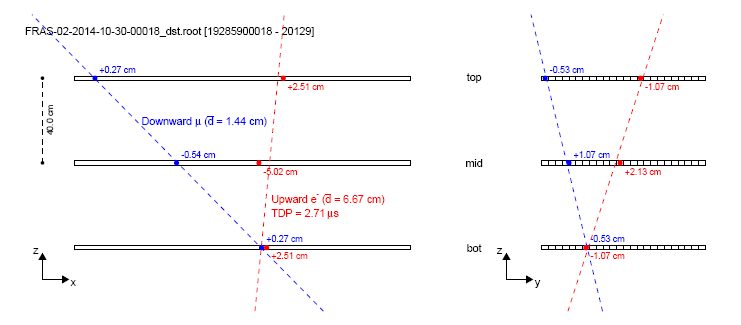 FRAS-02-2014-10-30-00018_dst.root [19285900018 - 20129]
+0.27 cm
+2.51 cm
top
-0.53 cm
-1.07 cm
40.0 cm
Downward μ (d̅ = 1.44 cm)
-0.54 cm
-5.02 cm
mid
+1.07 cm
+2.13 cm
Upward e⁻ (d̅ = 6.67 cm)
TDP = 2.71 μs
+0.27 cm
+2.51 cm
bot
-0.53 cm
-1.07 cm
z
x
z
y